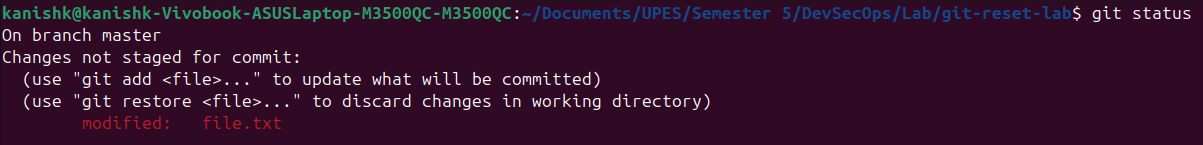 kanishk@kanishk-Vivobook-ASUSLaptop-M3500QC-M3500QC:~/Documents/UPES/Semester 5/DevSecOps/Lab/git-reset-lab$ git status
On branch master
Changes not staged for commit:
  (use "git add <file>..." to update what will be committed)
  (use "git restore <file>..." to discard changes in working directory)
        modified:   file.txt